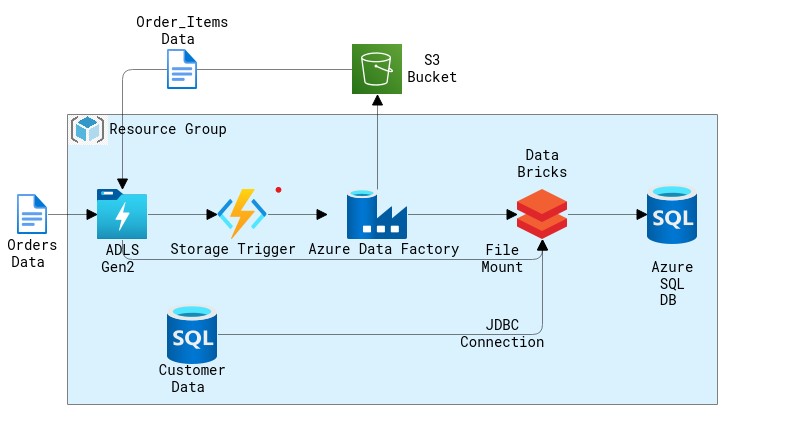 Order_Items
Data
S3
Bucket
Resource Group
Data
Bricks
SQL
Orders
Data
ADLS
Gen2
Storage Trigger
Azure Data Factory
File
Mount
Azure
SQL
DB
SQL
JDBC
Connection
Customer
Data